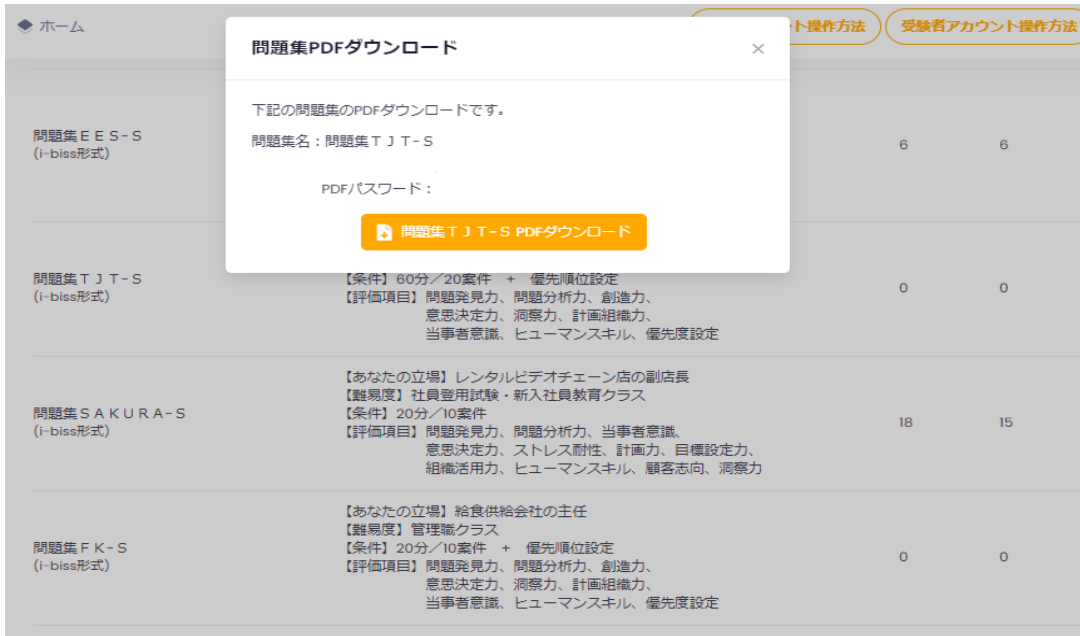 ホーム
ト操作方法
受験者アカウント操作方法
問題集PDFダウンロード
×
下記の問題集のPDFダウンロードです。
問題集名：問題集ＴＪＴ-Ｓ
PDFパスワード：
問題集ＴＪＴ-Ｓ PDFダウンロード
問題集ＥＥＳ-Ｓ
(i-biss形式)
6
6
問題集ＴＪＴ-Ｓ
(i-biss形式)
【条件】60分／20案件　+　優先順位設定
【評価項目】問題発見力、問題分析力、創造力、
意思決定力、洞察力、計画組織力、
当事者意識、ヒューマンスキル、優先度設定
0
0
問題集ＳＡＫＵＲＡ-Ｓ
(i-biss形式)
【あなたの立場】レンタルビデオチェーン店の副店長
【難易度】社員登用試験・新入社員教育クラス
【条件】20分／10案件
【評価項目】問題発見力、問題分析力、当事者意識、
意思決定力、ストレス耐性、計画力、目標設定力、
組織活用力、ヒューマンスキル、顧客志向、洞察力
18
15
問題集ＦＫ-Ｓ
(i-biss形式)
【あなたの立場】給食供給会社の主任
【難易度】管理職クラス
【条件】20分／10案件　+　優先順位設定
【評価項目】問題発見力、問題分析力、創造力、
意思決定力、洞察力、計画組織力、
当事者意識、ヒューマンスキル、優先度設定
0
0